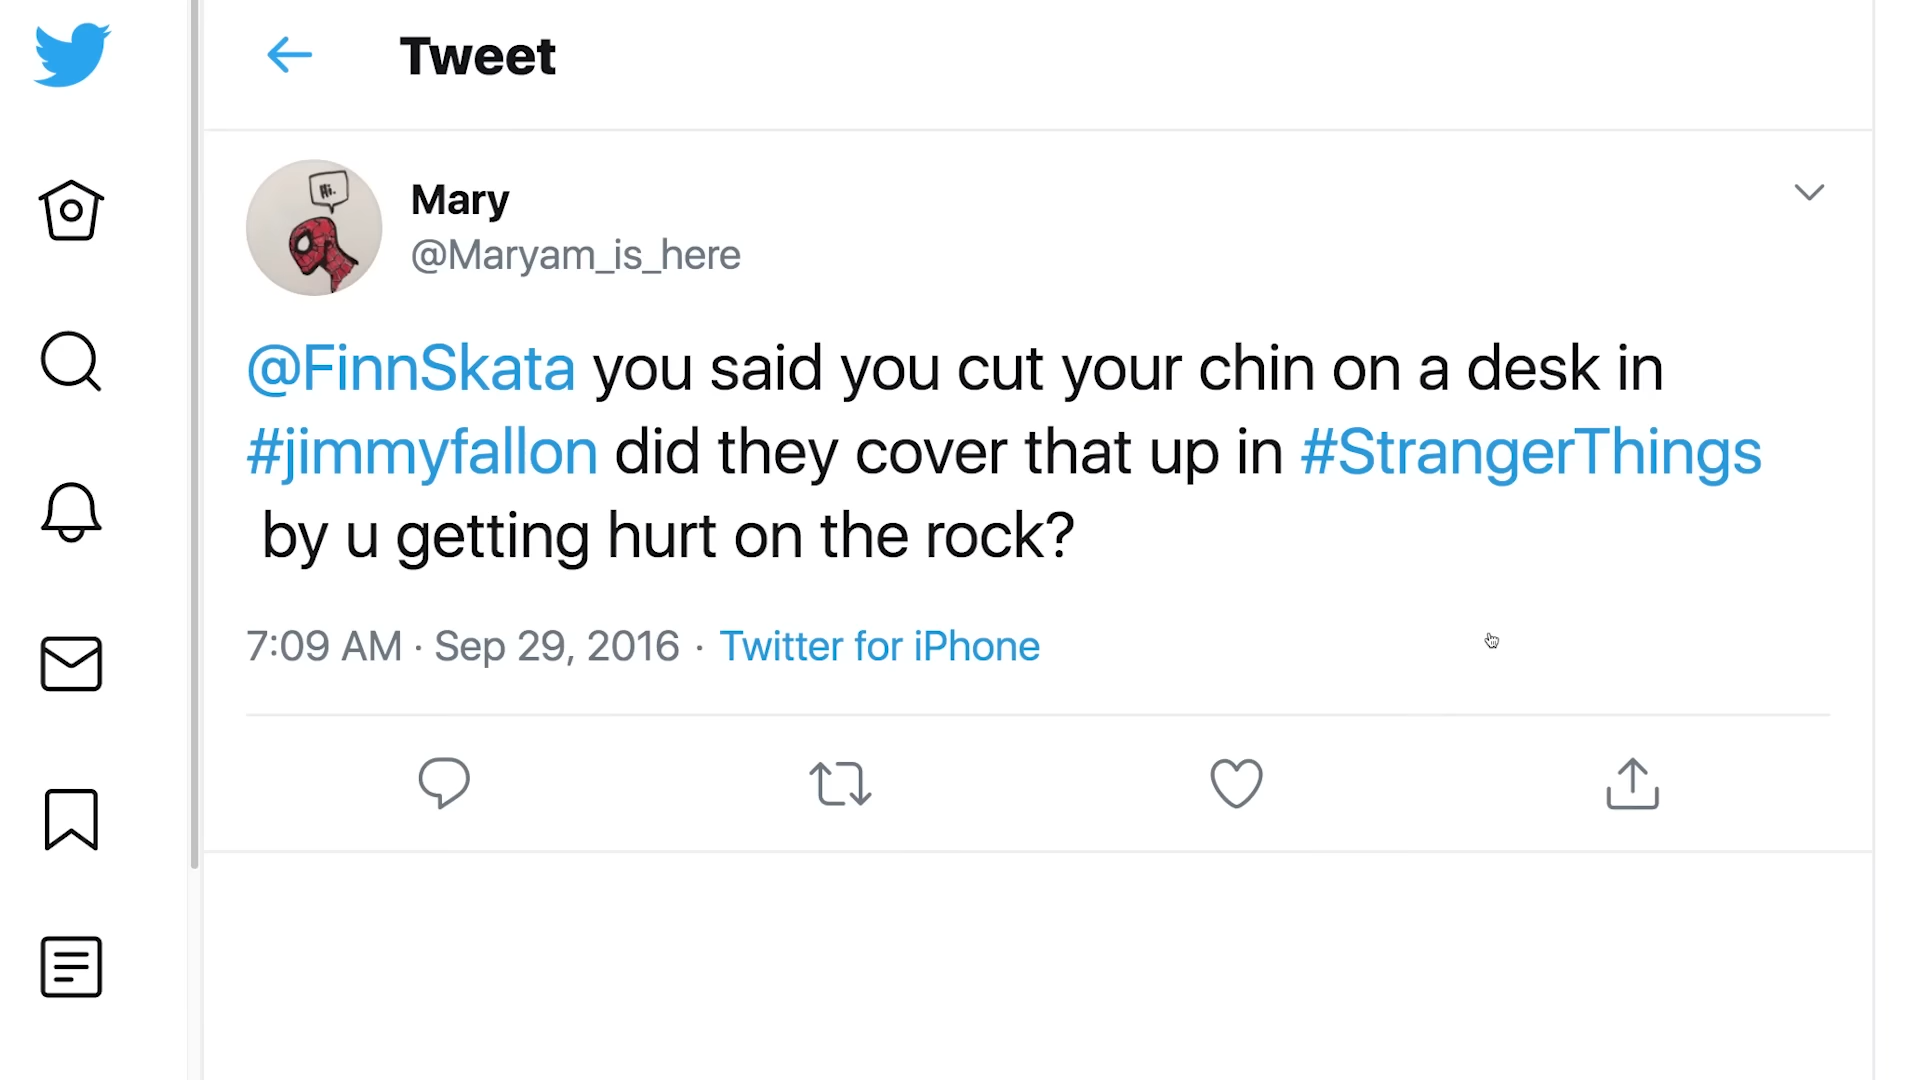 Tweet
Hi.
Mary
@Maryam_is_here
@FinnSkata you said you cut your chin on a desk in
#jimmyfallon did they cover that up in #StrangerThings
by u getting hurt on the rock?
7:09 AM · Sep 29, 2016 · Twitter for iPhone